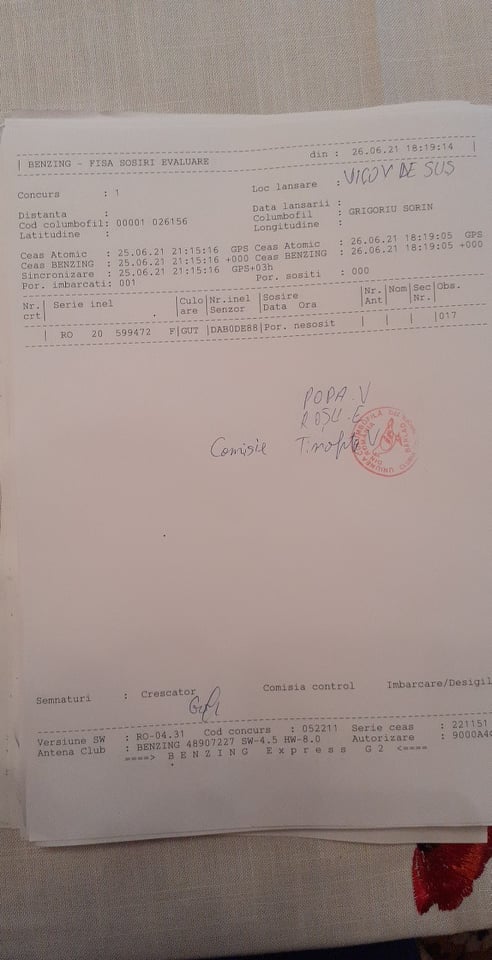 | BENZING - FISA SOSIRI EVALUARE din : 26.06.21 18:19:14 |
Concurs : 1 Loc lansare : VICOV DE SUS
Distanta : Data lansarii :
Cod columbofil: 00001 026156 Columbofil : GRIGORIU SORIN
Latitudine : Longitudine :
Ceas Atomic : 25.06.21 21:15:16 GPS Ceas Atomic : 26.06.21 18:19:05 GPS
Ceas BENZING : 25.06.21 21:15:16 +000 Ceas BENZING : 26.06.21 18:19:05 +000
Sincronizare : 25.06.21 21:15:16 GPS+03h
Por. imbarcati: 001 Por. sositi : 000
Nr.| Serie inel |Culo|Nr.inel|Sosire |Nr.|Nom|Sec|Obs.
crt| |are |Senzor |Data Ora |Ant| |Nr.|
| RO 20 599472 F|GUT |DAB0DE88|Por. nesosit | | | |017
POPA.V
ROȘU.E
Comisie Timofte V
Semnaturi : Crescator Comisia control Imbarcare/Desigil
Versiune SW : RO-04.31 Cod concurs : 052211 Serie ceas : 221151
Antena Club : BENZING 48907227 SW-4.5 HW-8.0 Autorizare : 9000A4
====> B E N Z I N G E x p r e s s G 2 <====